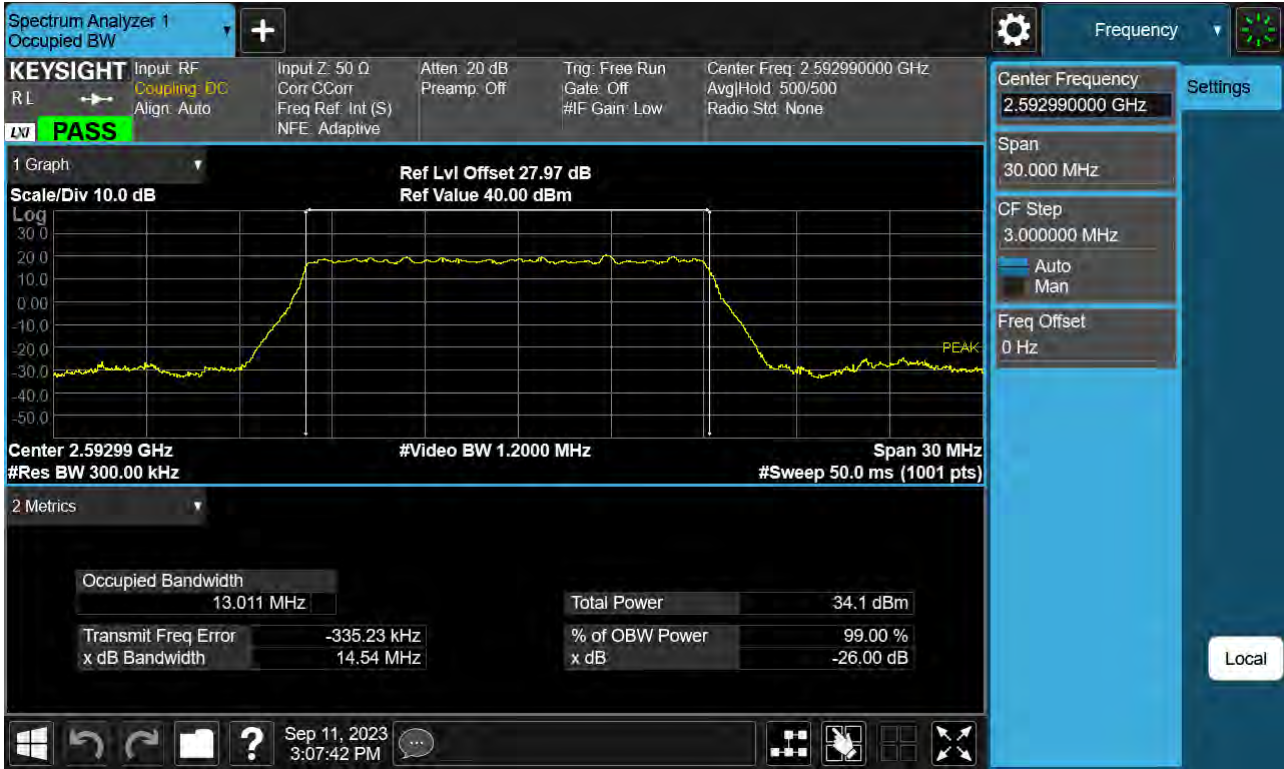 Spectrum Analyzer 1
Occupied BW
+
Frequency
KEYSIGHT
R L
LXI
PASS
Input: RF
Coupling: DC
Align: Auto
Input Z: 50 Ω
Corr CCorr
Freq Ref: Int (S)
NFE: Adaptive
Atten: 20 dB
Preamp: Off
Trig: Free Run
Gate: Off
#IF Gain: Low
Center Freq: 2.592990000 GHz
Avg|Hold: 500/500
Radio Std: None
1 Graph
Scale/Div 10.0 dB
Ref Lvl Offset 27.97 dB
Ref Value 40.00 dBm
Log
30.0
20.0
10.0
0.00
-10.0
-20.0
-30.0
-40.0
-50.0
PEAK
Center 2.59299 GHz
#Video BW 1.2000 MHz
Span 30 MHz
#Res BW 300.00 kHz
#Sweep 50.0 ms (1001 pts)
2 Metrics
Occupied Bandwidth
13.011 MHz
Total Power 34.1 dBm
Transmit Freq Error -335.23 kHz
% of OBW Power 99.00 %
x dB Bandwidth 14.54 MHz
x dB -26.00 dB
?
Sep 11, 2023
3:07:42 PM
Center Frequency
2.592990000 GHz
Settings
Span
30.000 MHz
CF Step
3.000000 MHz
Auto
Man
Freq Offset
0 Hz
Local